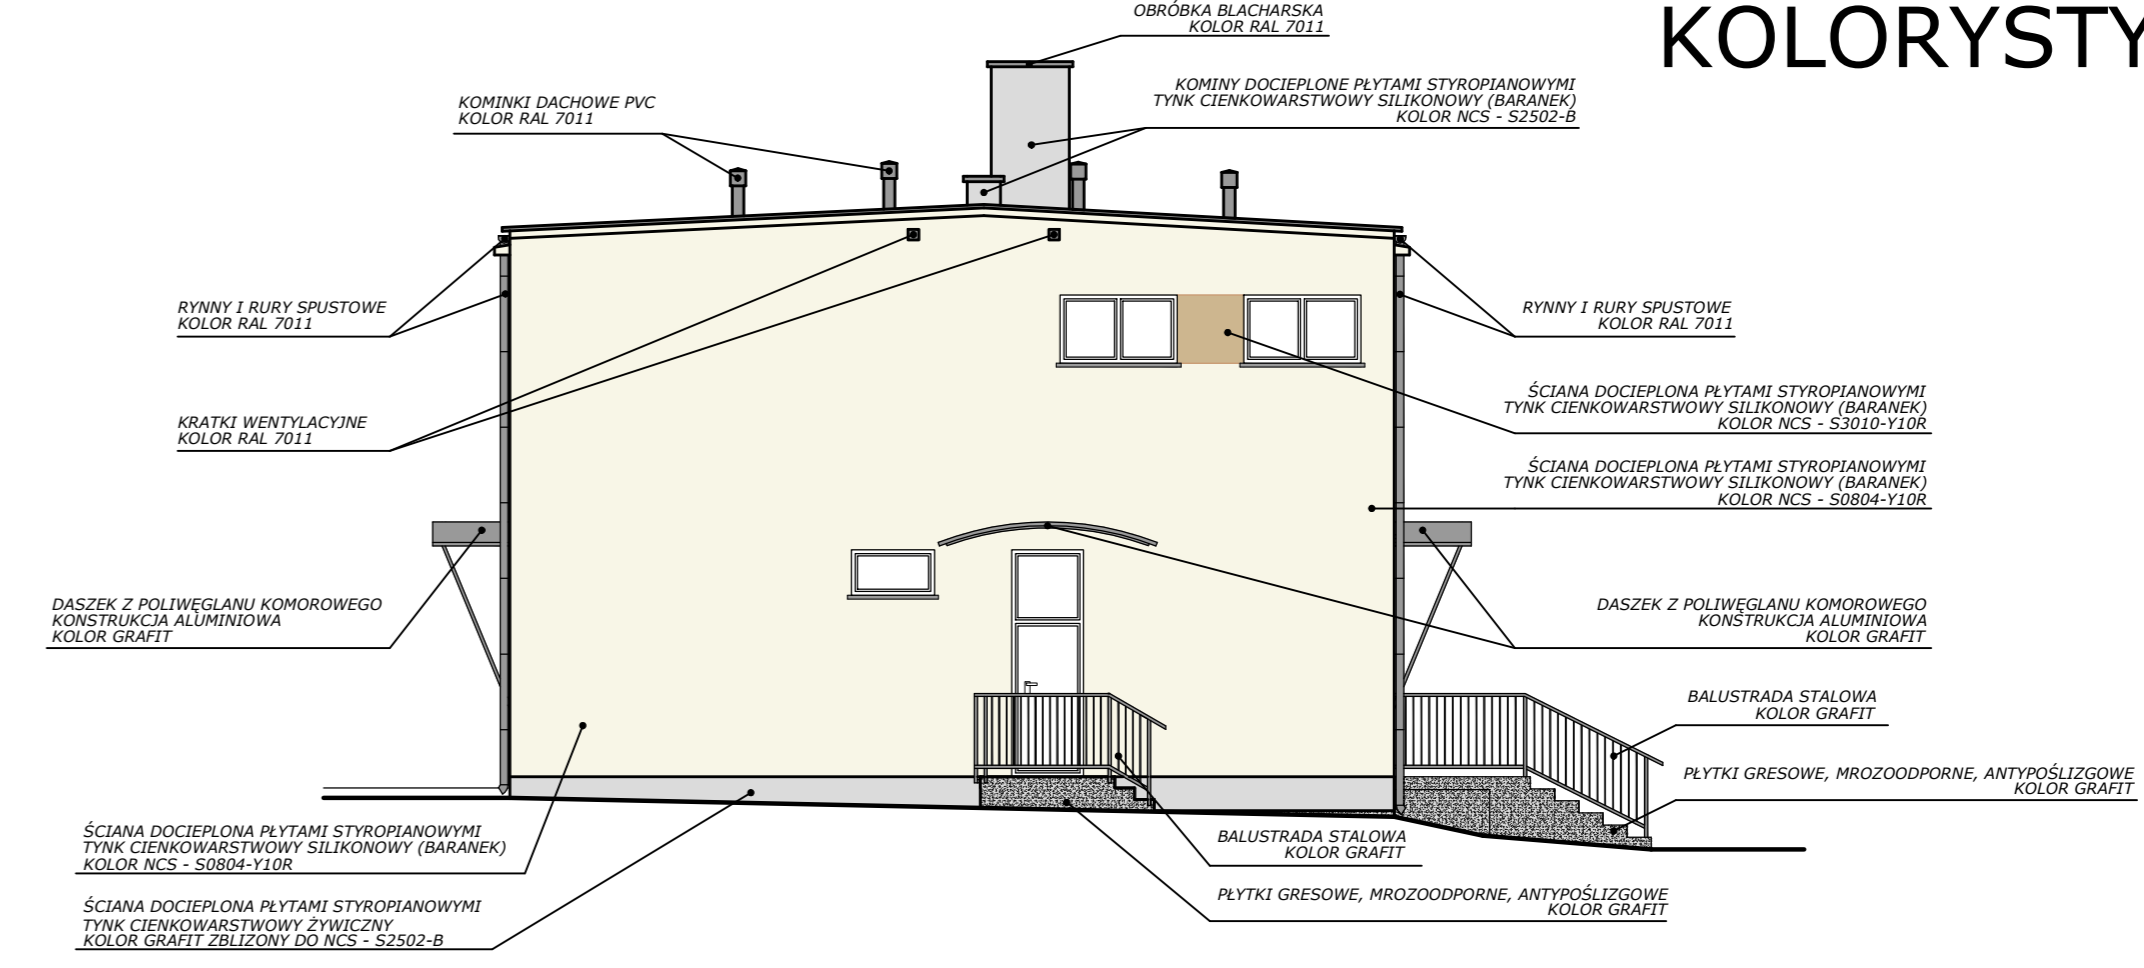 KOLORYSTY
OBRÓBKA BLACHARSKA
KOLOR RAL 7011
KOMINY DOCIEPLONE PŁYTAMI STYROPIANOWYMI
TYNK CIENKOWARSTWOWY SILIKONOWY (BARANEK)
KOLOR NCS - S2502-B
KOMINKI DACHOWE PVC
KOLOR RAL 7011
RYNNY I RURY SPUSTOWE
KOLOR RAL 7011
RYNNY I RURY SPUSTOWE
KOLOR RAL 7011
KRATKI WENTYLACYJNE
KOLOR RAL 7011
ŚCIANA DOCIEPLONA PŁYTAMI STYROPIANOWYMI
TYNK CIENKOWARSTWOWY SILIKONOWY (BARANEK)
KOLOR NCS - S3010-Y10R
ŚCIANA DOCIEPLONA PŁYTAMI STYROPIANOWYMI
TYNK CIENKOWARSTWOWY SILIKONOWY (BARANEK)
KOLOR NCS - S0804-Y10R
DASZEK Z POLIWĘGLANU KOMOROWEGO
KONSTRUKCJA ALUMINIOWA
KOLOR GRAFIT
DASZEK Z POLIWĘGLANU KOMOROWEGO
KONSTRUKCJA ALUMINIOWA
KOLOR GRAFIT
BALUSTRADA STALOWA
KOLOR GRAFIT
PŁYTKI GRESOWE, MROZOODPORNE, ANTYPOŚLIZGOWE
KOLOR GRAFIT
ŚCIANA DOCIEPLONA PŁYTAMI STYROPIANOWYMI
TYNK CIENKOWARSTWOWY SILIKONOWY (BARANEK)
KOLOR NCS - S0804-Y10R
BALUSTRADA STALOWA
KOLOR GRAFIT
PŁYTKI GRESOWE, MROZOODPORNE, ANTYPOŚLIZGOWE
KOLOR GRAFIT
ŚCIANA DOCIEPLONA PŁYTAMI STYROPIANOWYMI
TYNK CIENKOWARSTWOWY ŻYWICZNY
KOLOR GRAFIT ZBLIZONY DO NCS - S2502-B